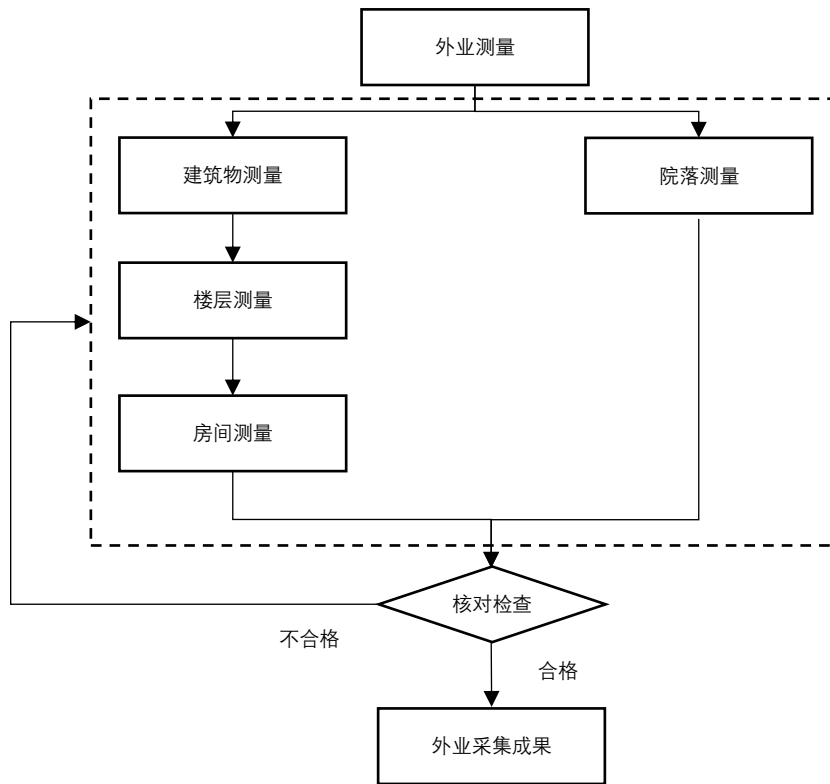 外业测量
建筑物测量
院落测量
楼层测量
房间测量
核对检查
不合格
合格
外业采集成果